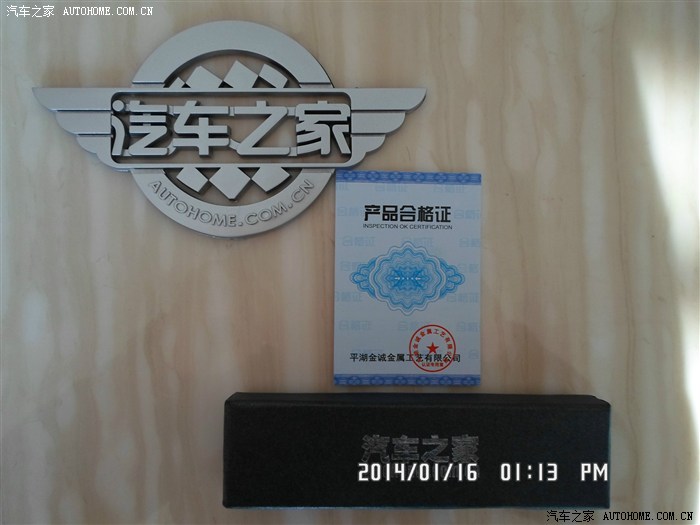 汽车之家 AUTOHOME.COM.CN
汽车之家
AUTOHOME.COM.CN
产品合格证
INSPECTION OK CERTIFICATION
平湖金诚金属工艺有限公司
汽车之家
2014/01/16 01:13 PM
汽车之家 AUTOHOME.COM.CN